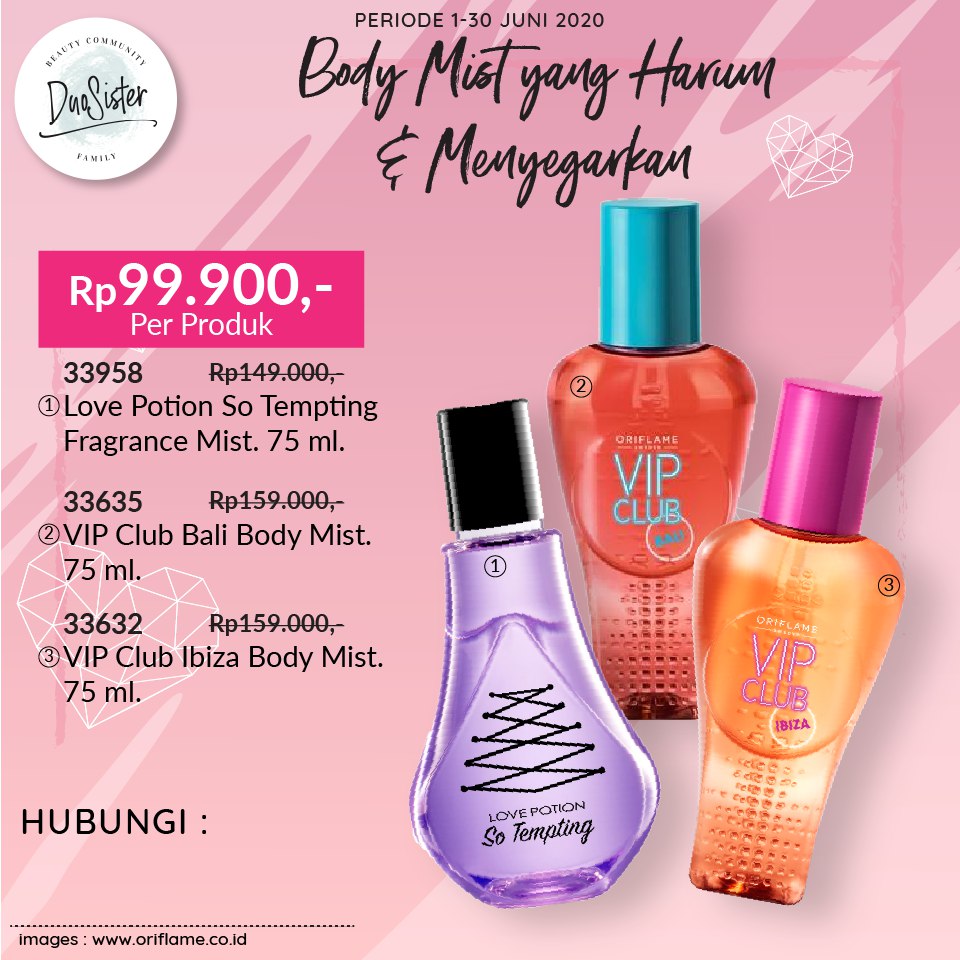 PERIODE 1-30 JUNI 2020
BEAUTY COMMUNITY
DuaSister
FAMILY
Body Mist yang Harum
& Menyegarkan
Rp99.900,-
Per Produk
33958 Rp149.000,-
① Love Potion So Tempting
Fragrance Mist. 75 ml.
33635 Rp159.000,-
② VIP Club Bali Body Mist.
75 ml.
33632 Rp159.000,-
③ VIP Club Ibiza Body Mist.
75 ml.
HUBUNGI :
images : www.oriflame.co.id
①
LOVE POTION
So Tempting
②
ORIFLAME
SWEDEN
VIP
CLUB
BALI
③
ORIFLAME
SWEDEN
VIP
CLUB
IBIZA